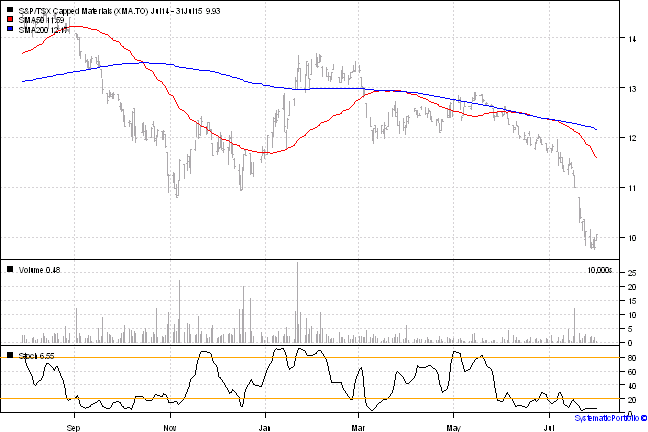 S&P/TSX Capped Materials (XMA.TO) Jul14 - 31Jul15 9.93
SMA50 11.59
SMA200
14
13
12
11
10
Volume 0.48
10,000s
25
20
15
10
5
0
Stoch 6.55
80
60
40
20
0
Sep
Nov
Jan
Mar
May
Jul
SystematicPortfolio ©